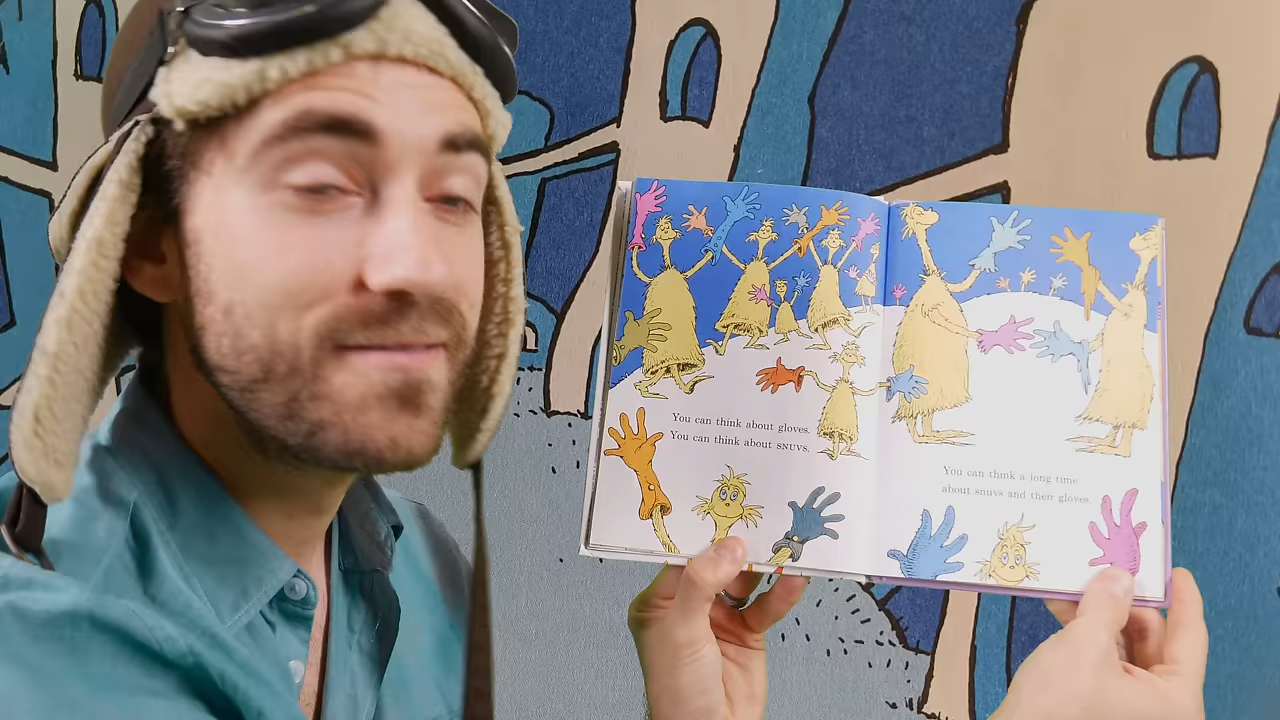 You can think about gloves.
You can think about SNUVS.
You can think a long time
about snuvs and their gloves